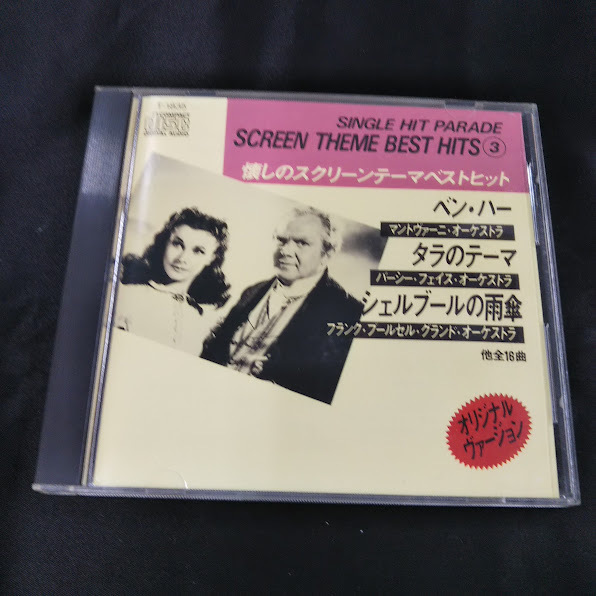 COMPACT
disc
DIGITAL AUDIO
SINGLE HIT PARADE
SCREEN THEME BEST HITS③
懐しのスクリーンテーマベストヒット
ベン・ハー
マントヴァーニ・オーケストラ
タラのテーマ
パーシー・フェイス・オーケストラ
シェルブールの雨傘
フランク・プールセル・グランド・オーケストラ
他全16曲
オリジナル
ヴァージョン